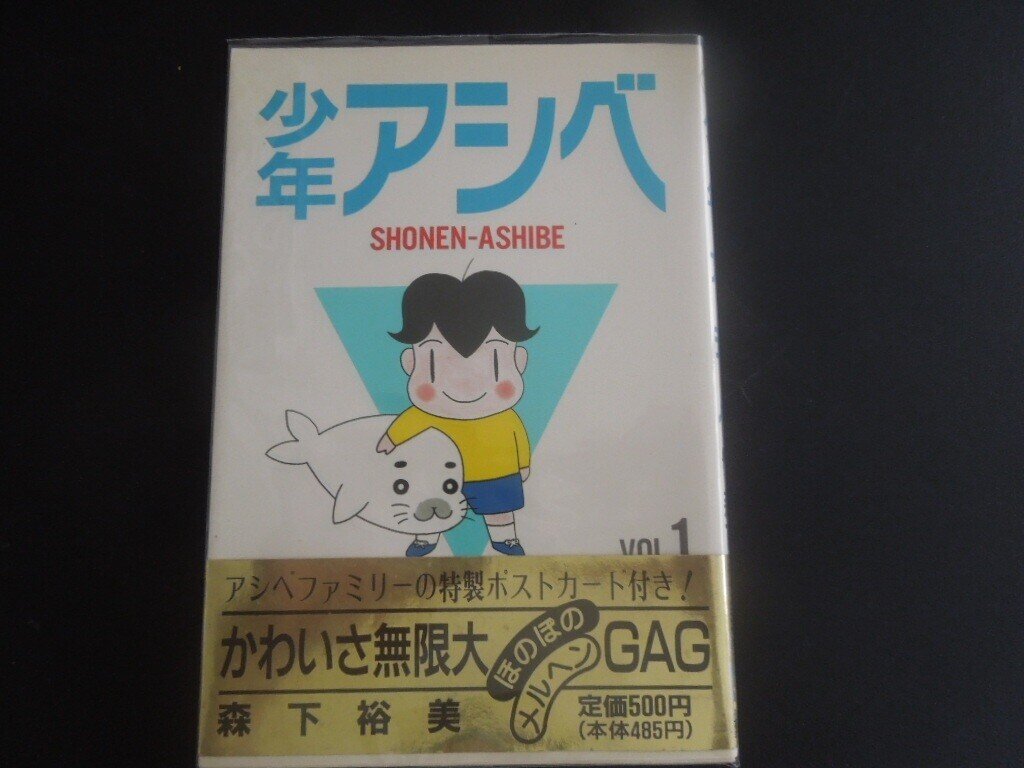 少年アシベ
SHONEN-ASHIBE
VOL 1
アシベファミリーの特製ポストカード付き!
かわいさ無限大
ほのぼの
メルヘン
GAG
森下裕美
定価500円
(本体485円)